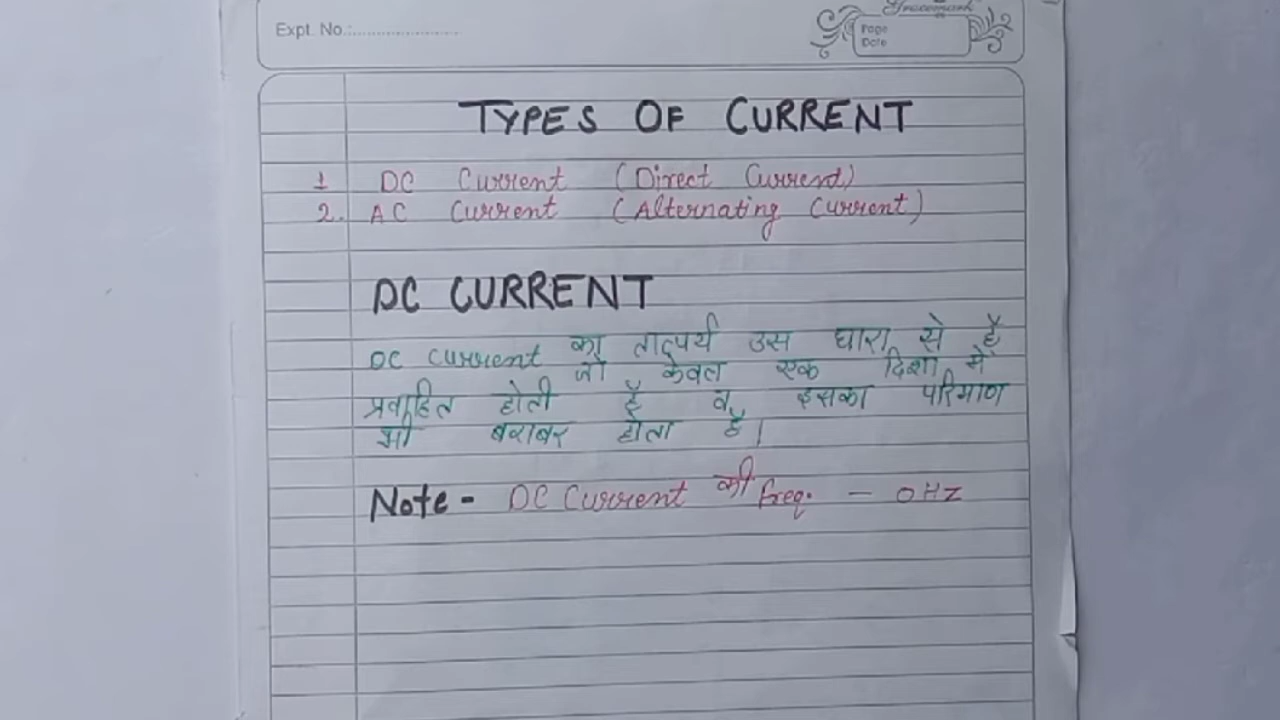 Expt. No.:......................
Gracemark
Page
Date
TYPES OF CURRENT
1 DC Current (Direct Current)
2. AC Current (Alternating Current)
DC CURRENT
DC Current का तात्पर्य उस धारा से है
जो केवल एक दिशा में
प्रवाहित होती है व इसका परिमाण
भी बराबर होता है।
Note - DC Current की freq. - 0HZ